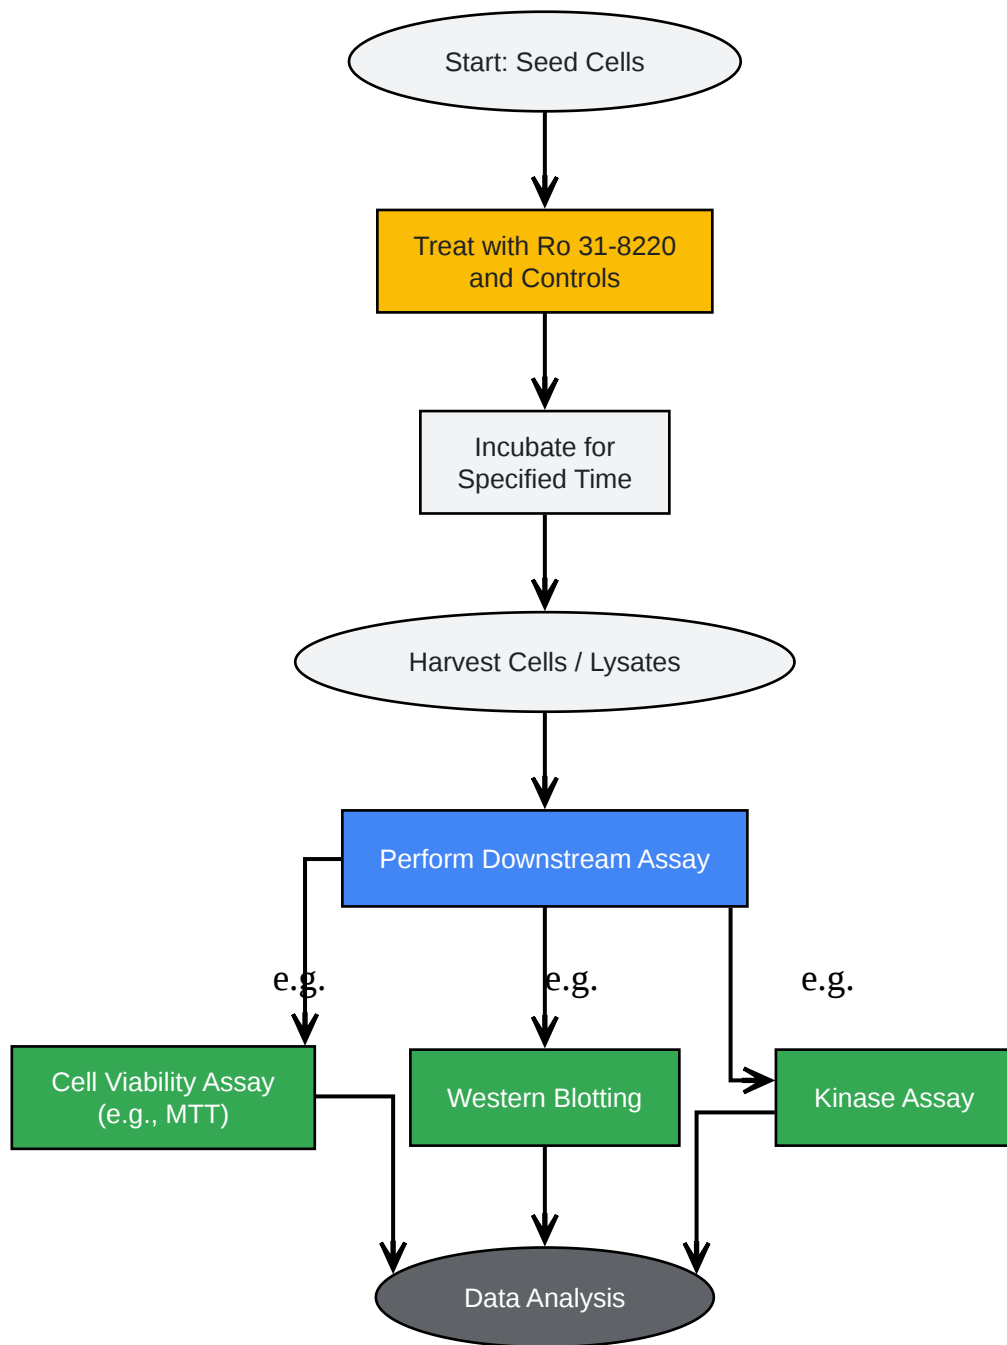 Start: Seed Cells
Treat with Ro 31-8220
and Controls
Incubate for
Specified Time
Harvest Cells / Lysates
Perform Downstream Assay
e.g.
e.g.
e.g.
Cell Viability Assay
(e.g., MTT)
Western Blotting
Kinase Assay
Data Analysis